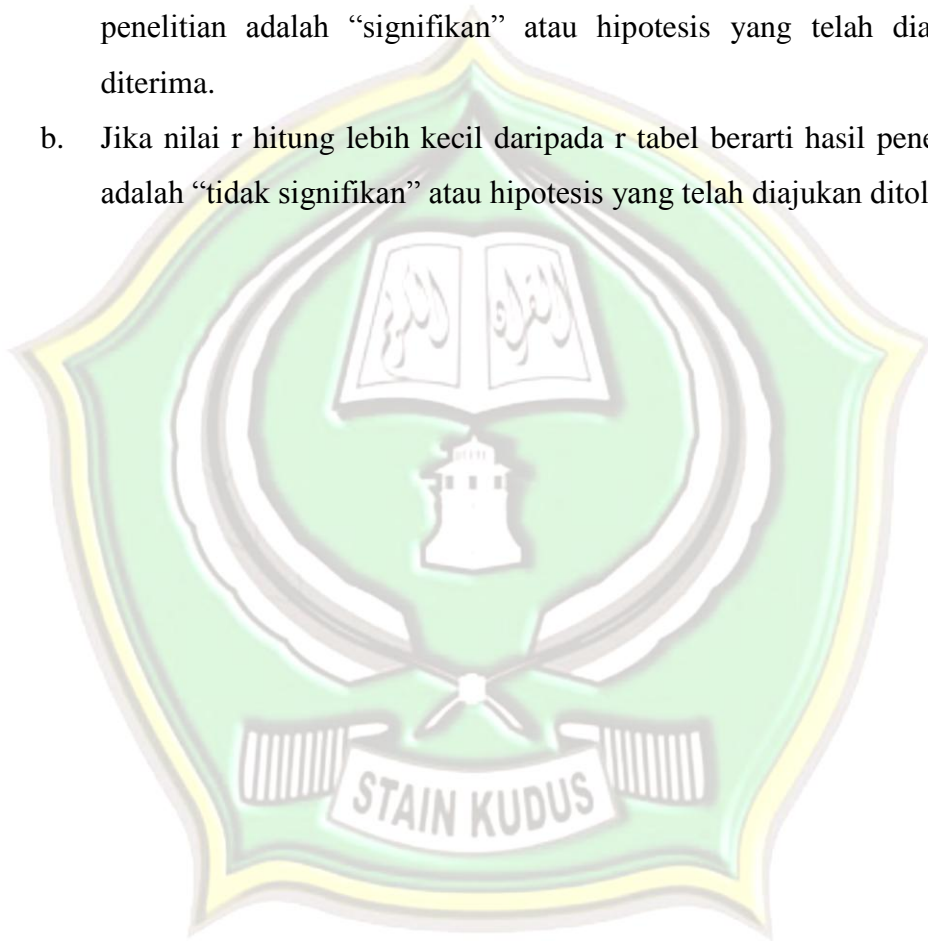 penelitian adalah “signifikan” atau hipotesis yang telah dia
diterima.
b. Jika nilai r hitung lebih kecil daripada r tabel berarti hasil pene
adalah “tidak signifikan” atau hipotesis yang telah diajukan ditol
STAIN KUDUS